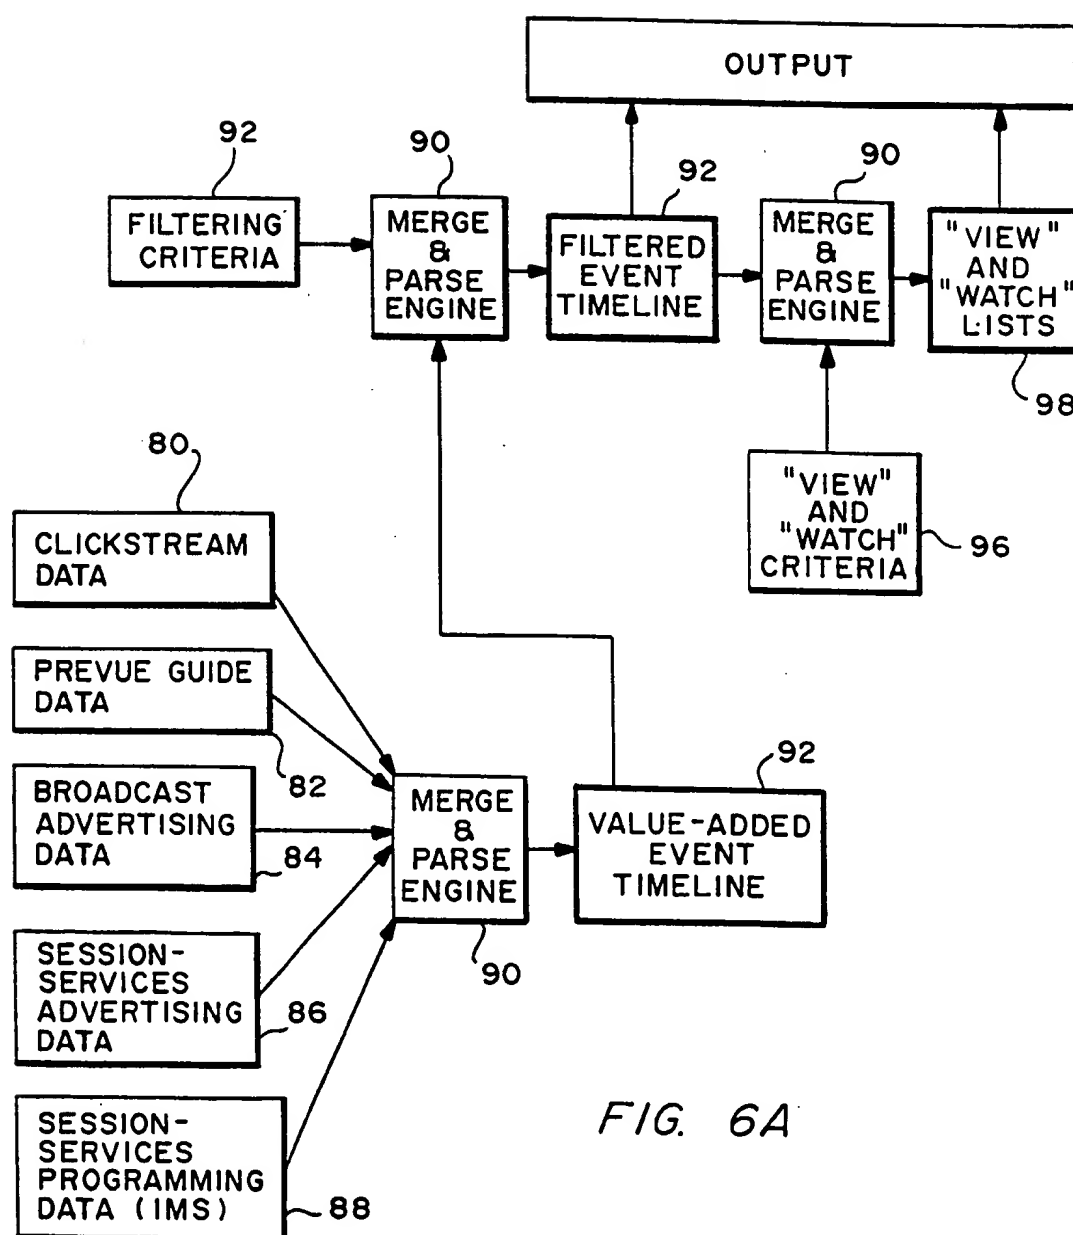 OUTPUT
92
90
92
90
FILTERING
CRITERIA
MERGE
&
PARSE
ENGINE
FILTERED
EVENT
TIMELINE
MERGE
&
PARSE
ENGINE
"VIEW"
AND
"WATCH"
LISTS
98
"VIEW"
AND
"WATCH"
CRITERIA
96
80
CLICKSTREAM
DATA
PREVUE GUIDE
DATA
82
BROADCAST
ADVERTISING
DATA
84
SESSION-
SERVICES
ADVERTISING
DATA
86
SESSION-
SERVICES
PROGRAMMING
DATA (IMS)
88
MERGE
&
PARSE
ENGINE
90
92
VALUE-ADDED
EVENT
TIMELINE
FIG. 6A